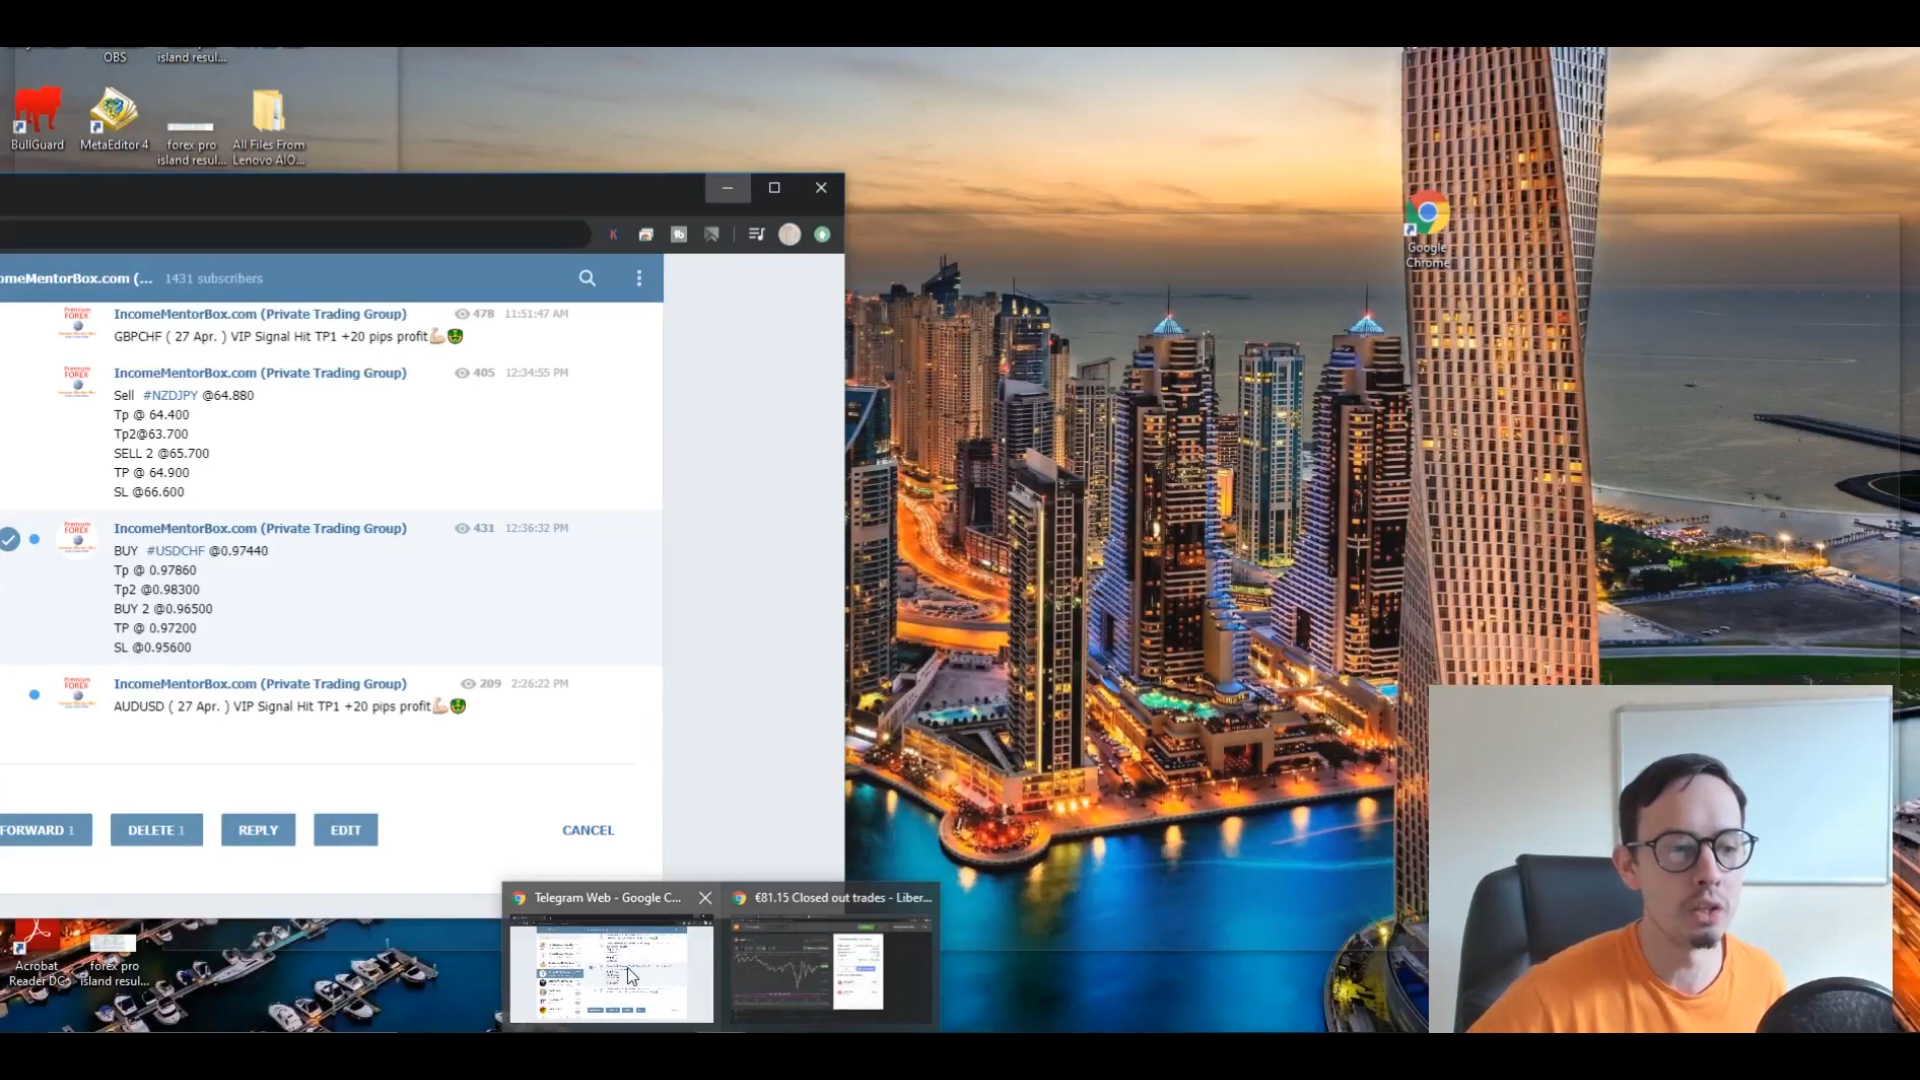 OBS
island resul...
BullGuard
MetaEditor 4
forex pro
island resul...
All Files From
Lenovo AIO...
Google
Chrome
omeMentorBox.com (...
1431 subscribers
IncomeMentorBox.com (Private Trading Group)
478
11:51:47 AM
GBPCHF ( 27 Apr. ) VIP Signal Hit TP1 +20 pips profit
IncomeMentorBox.com (Private Trading Group)
405
12:34:55 PM
Sell #NZDJPY @64.880
Tp @ 64.400
Tp2@63.700
SELL 2 @65.700
TP @ 64.900
SL @66.600
IncomeMentorBox.com (Private Trading Group)
431
12:36:32 PM
BUY #USDCHF @0.97440
Tp @ 0.97860
Tp2 @0.98300
BUY 2 @0.96500
TP @ 0.97200
SL @0.95600
IncomeMentorBox.com (Private Trading Group)
209
2:26:22 PM
AUDUSD ( 27 Apr. ) VIP Signal Hit TP1 +20 pips profit
FORWARD 1
DELETE 1
REPLY
EDIT
CANCEL
Telegram Web - Google C...
€81.15 Closed out trades - Liber...
Acrobat
Reader DC
forex pro
island resul...